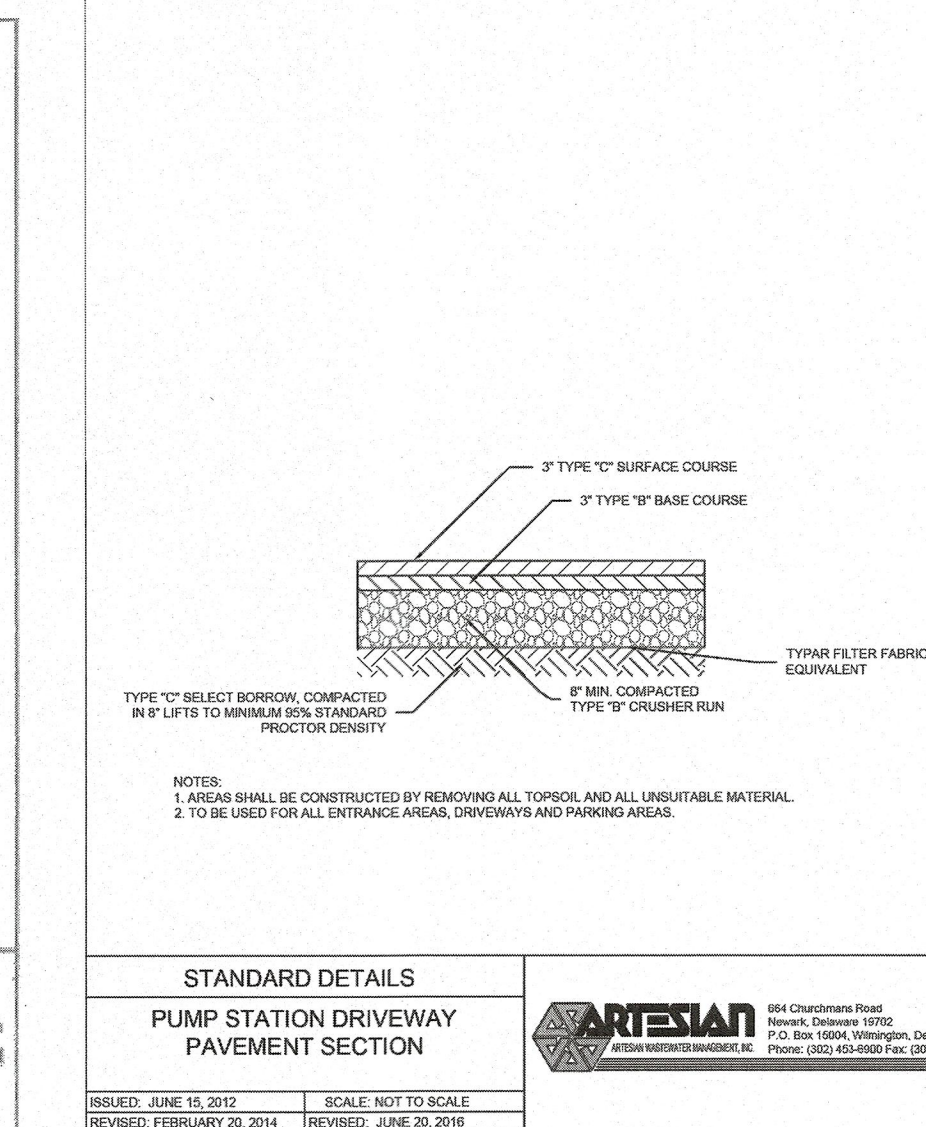 3" TYPE "C" SURFACE COURSE
3" TYPE "B" BASE COURSE
TYPAR FILTER FABRIC
EQUIVALENT
TYPE "C" SELECT BORROW, COMPACTED
IN 8" LIFTS TO MINIMUM 95% STANDARD
PROCTOR DENSITY
8" MIN. COMPACTED
TYPE "B" CRUSHER RUN
NOTES:
1. AREAS SHALL BE CONSTRUCTED BY REMOVING ALL TOPSOIL AND ALL UNSUITABLE MATERIAL.
2. TO BE USED FOR ALL ENTRANCE AREAS, DRIVEWAYS AND PARKING AREAS.
STANDARD DETAILS
PUMP STATION DRIVEWAY
PAVEMENT SECTION
ISSUED: JUNE 15, 2012
SCALE: NOT TO SCALE
REVISED: FEBRUARY 20, 2014
REVISED: JUNE 20, 2016
ARTESIAN
ARTESIAN WASTEWATER MANAGEMENT, INC.
664 Churchmans Road
Newark, Delaware 19702
P.O. Box 15004, Wilmington, De
Phone: (302) 453-6900 Fax: (30